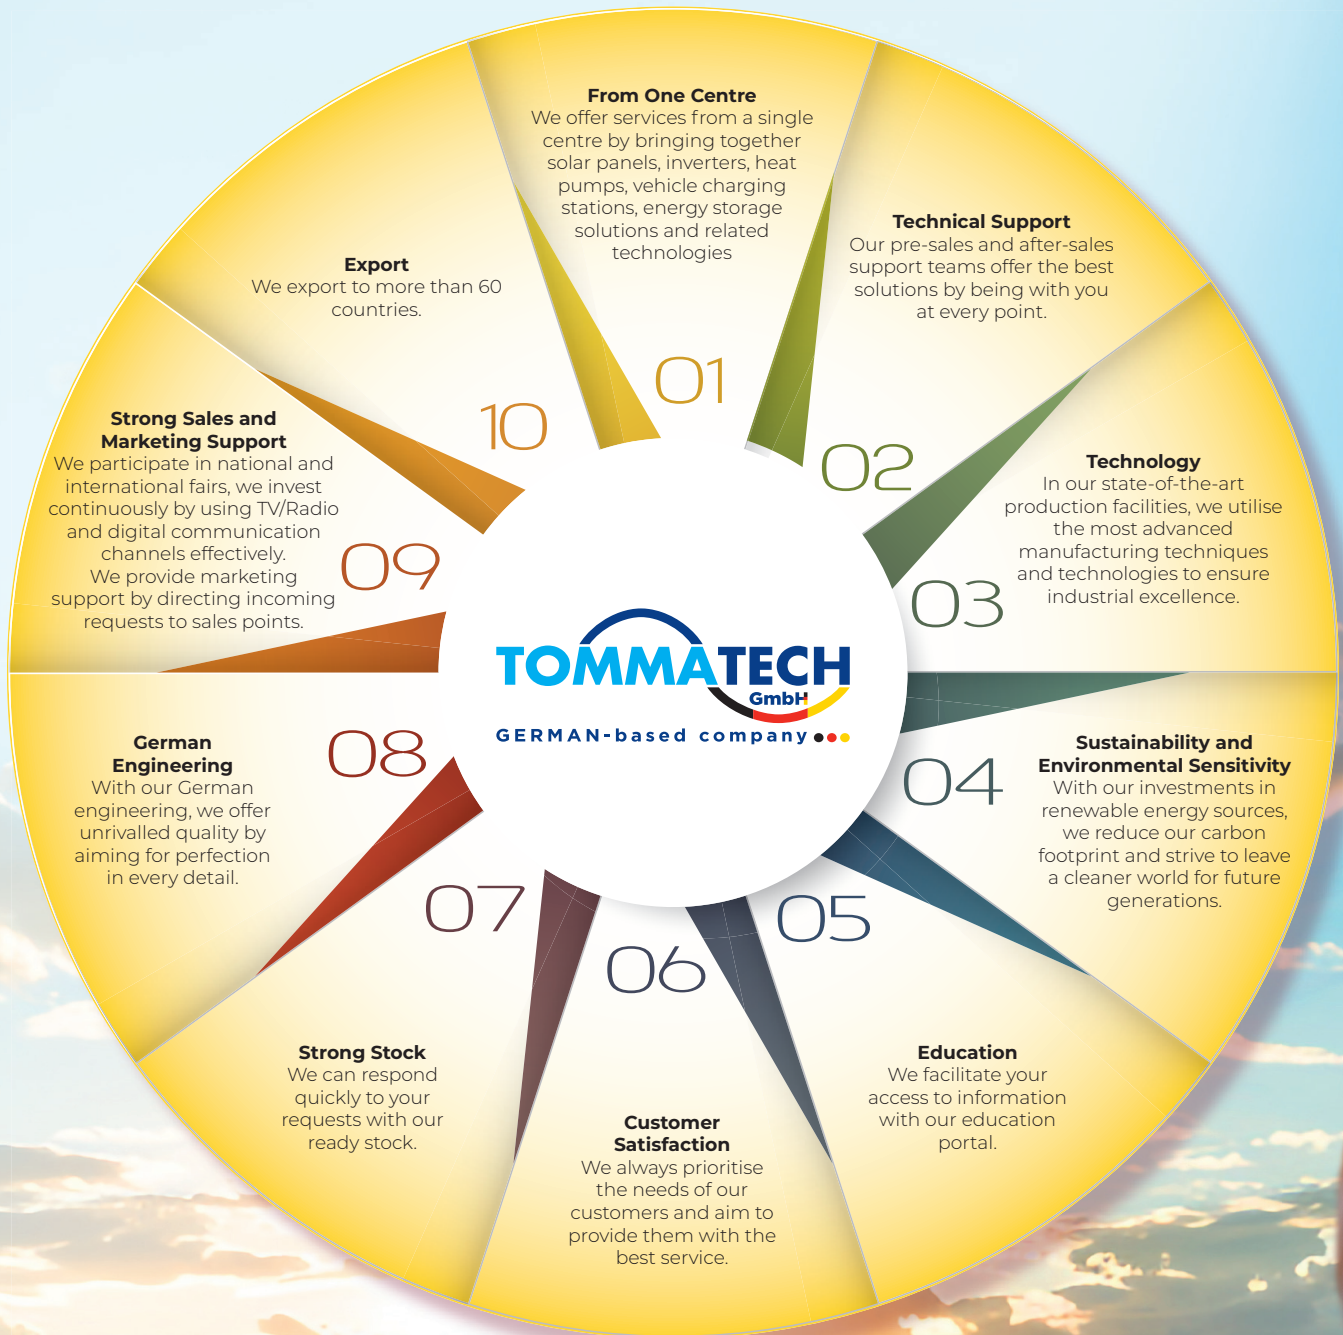 From One Centre
We offer services from a single
centre by bringing together
solar panels, inverters, heat
pumps, vehicle charging
stations, energy storage
solutions and related
technologies
01
Technical Support
Our pre-sales and after-sales
support teams offer the best
solutions by being with you
at every point.
02
Technology
In our state-of-the-art
production facilities, we utilise
the most advanced
manufacturing techniques
and technologies to ensure
industrial excellence.
03
Sustainability and
Environmental Sensitivity
With our investments in
renewable energy sources,
we reduce our carbon
footprint and strive to leave
a cleaner world for future
generations.
04
Education
We facilitate your
access to information
with our education
portal.
05
Customer
Satisfaction
We always prioritise
the needs of our
customers and aim to
provide them with the
best service.
06
Strong Stock
We can respond
quickly to your
requests with our
ready stock.
07
German
Engineering
With our German
engineering, we offer
unrivalled quality by
aiming for perfection
in every detail.
08
Strong Sales and
Marketing Support
We participate in national and
international fairs, we invest
continuously by using TV/Radio
and digital communication
channels effectively.
We provide marketing
support by directing incoming
requests to sales points.
09
Export
We export to more than 60
countries.
10
TOMMATECH
GmbH
GERMAN-based company